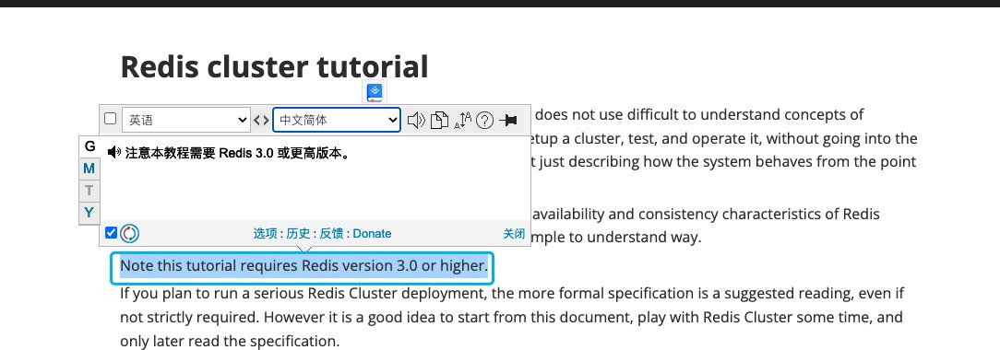 Redis cluster tutorial
英语 <> 中文简体
does not use difficult to understand concepts of
etup a cluster, test, and operate it, without going into the
t just describing how the system behaves from the point
G
M
T
Y
注意本教程需要 Redis 3.0 或更高版本。
availability and consistency characteristics of Redis
mple to understand way.
选项 : 历史 : 反馈 : Donate 关闭
Note this tutorial requires Redis version 3.0 or higher.
If you plan to run a serious Redis Cluster deployment, the more formal specification is a suggested reading, even if
not strictly required. However it is a good idea to start from this document, play with Redis Cluster some time, and
only later read the specification.